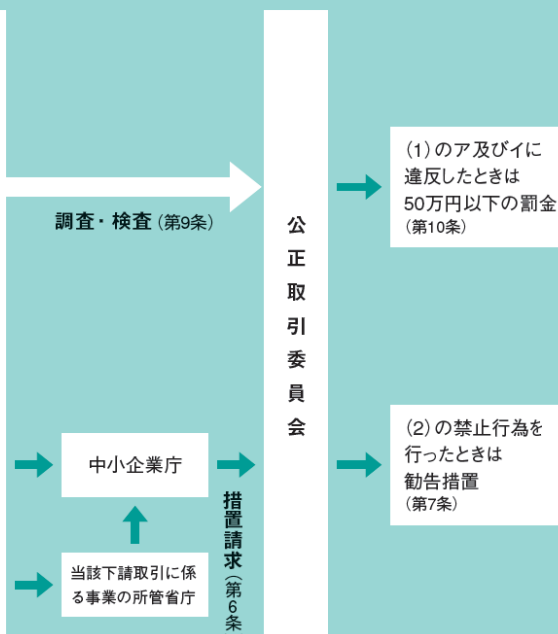 調査・検査(第9条)
公正取引委員会
(1)のア及びイに
違反したときは
50万円以下の罰金
(第10条)
中小企業庁
措置請求(第6条
当該下請取引に係
る事業の所管省庁
(2)の禁止行為を
行ったときは
勧告措置
(第7条)